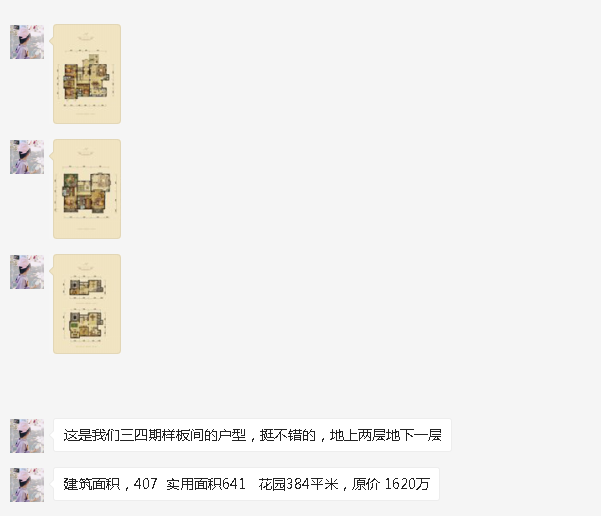 这是我们三四期样板间的户型，挺不错的，地上两层地下一层
建筑面积，407 实用面积641 花园384平米，原价 1620万